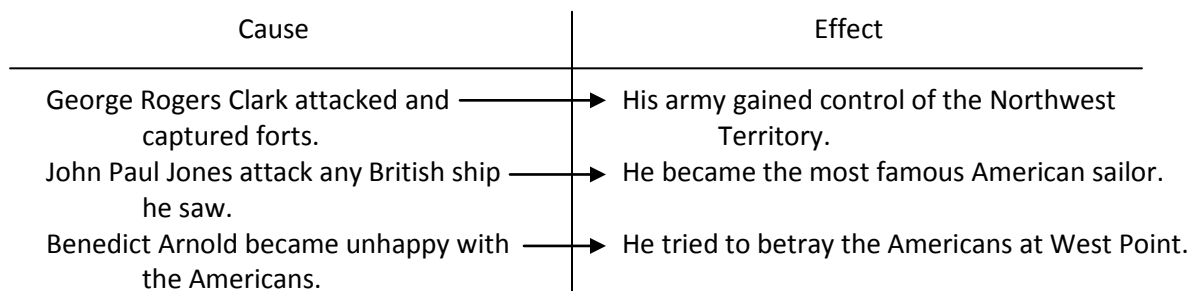 Cause Effect
George Rogers Clark attacked and His army gained control of the Northwest
captured forts. Territory.
John Paul Jones attack any British ship He became the most famous American sailor.
he saw.
Benedict Arnold became unhappy with He tried to betray the Americans at West Point.
the Americans.